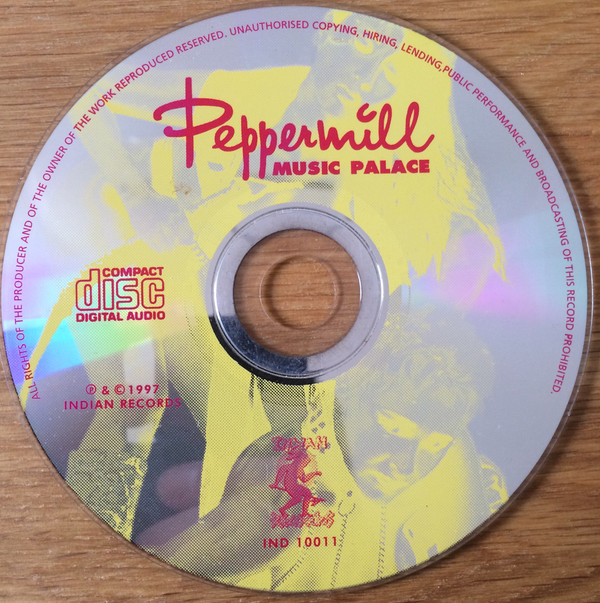 ALL RIGHTS OF THE PRODUCER AND OF THE OWNER OF THE WORK REPRODUCED RESERVED. UNAUTHORISED COPYING, HIRING, LENDING, PUBLIC PERFORMANCE AND BROADCASTING OF THIS RECORD PROHIBITED.
Peppermill
MUSIC PALACE
COMPACT
disc
DIGITAL AUDIO
℗ & © 1997
INDIAN RECORDS
INDIAN
RECORDS
IND 10011